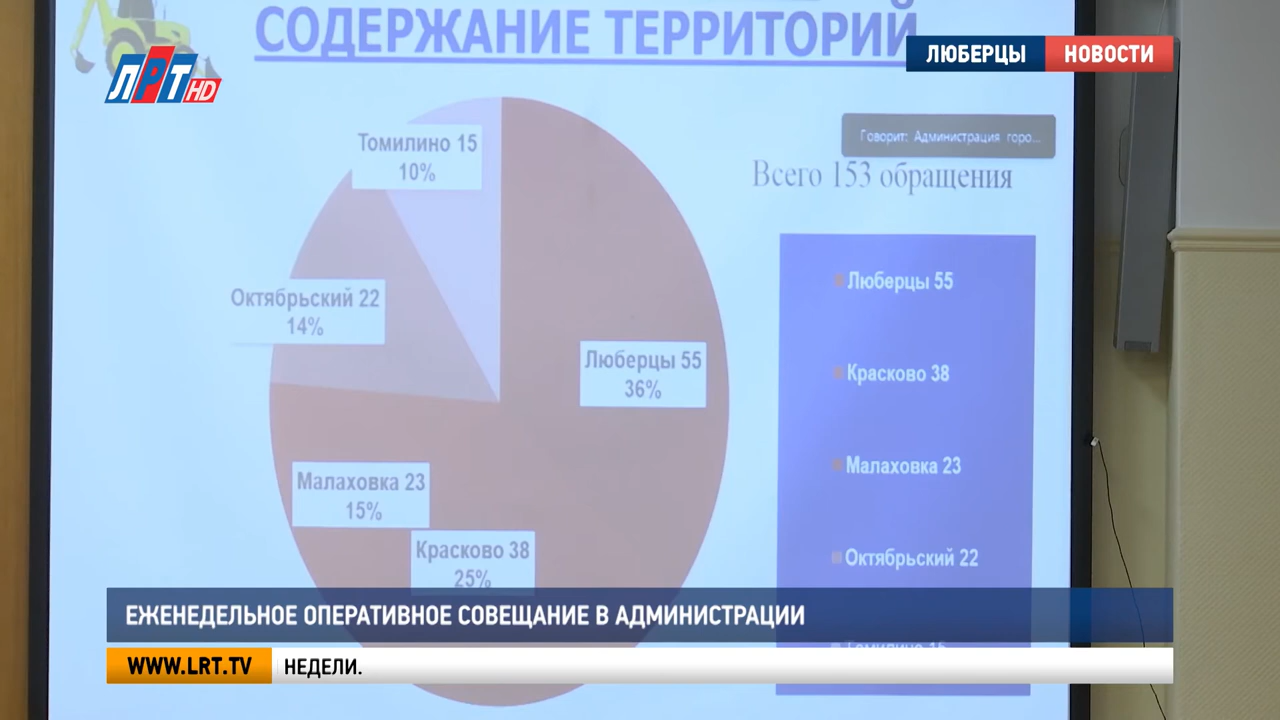 СОДЕРЖАНИЕ ТЕРРИТОРИЙ
ЛРТ HD
ЛЮБЕРЦЫ НОВОСТИ
Говорит: Администрация горо...
Всего 153 обращения
Томилино 15
10%
Октябрьский 22
14%
Люберцы 55
36%
Малаховка 23
15%
Красково 38
25%
Люберцы 55
Красково 38
Малаховка 23
Октябрьский 22
Томилино 15
ЕЖЕНЕДЕЛЬНОЕ ОПЕРАТИВНОЕ СОВЕЩАНИЕ В АДМИНИСТРАЦИИ
WWW.LRT.TV НЕДЕЛИ.